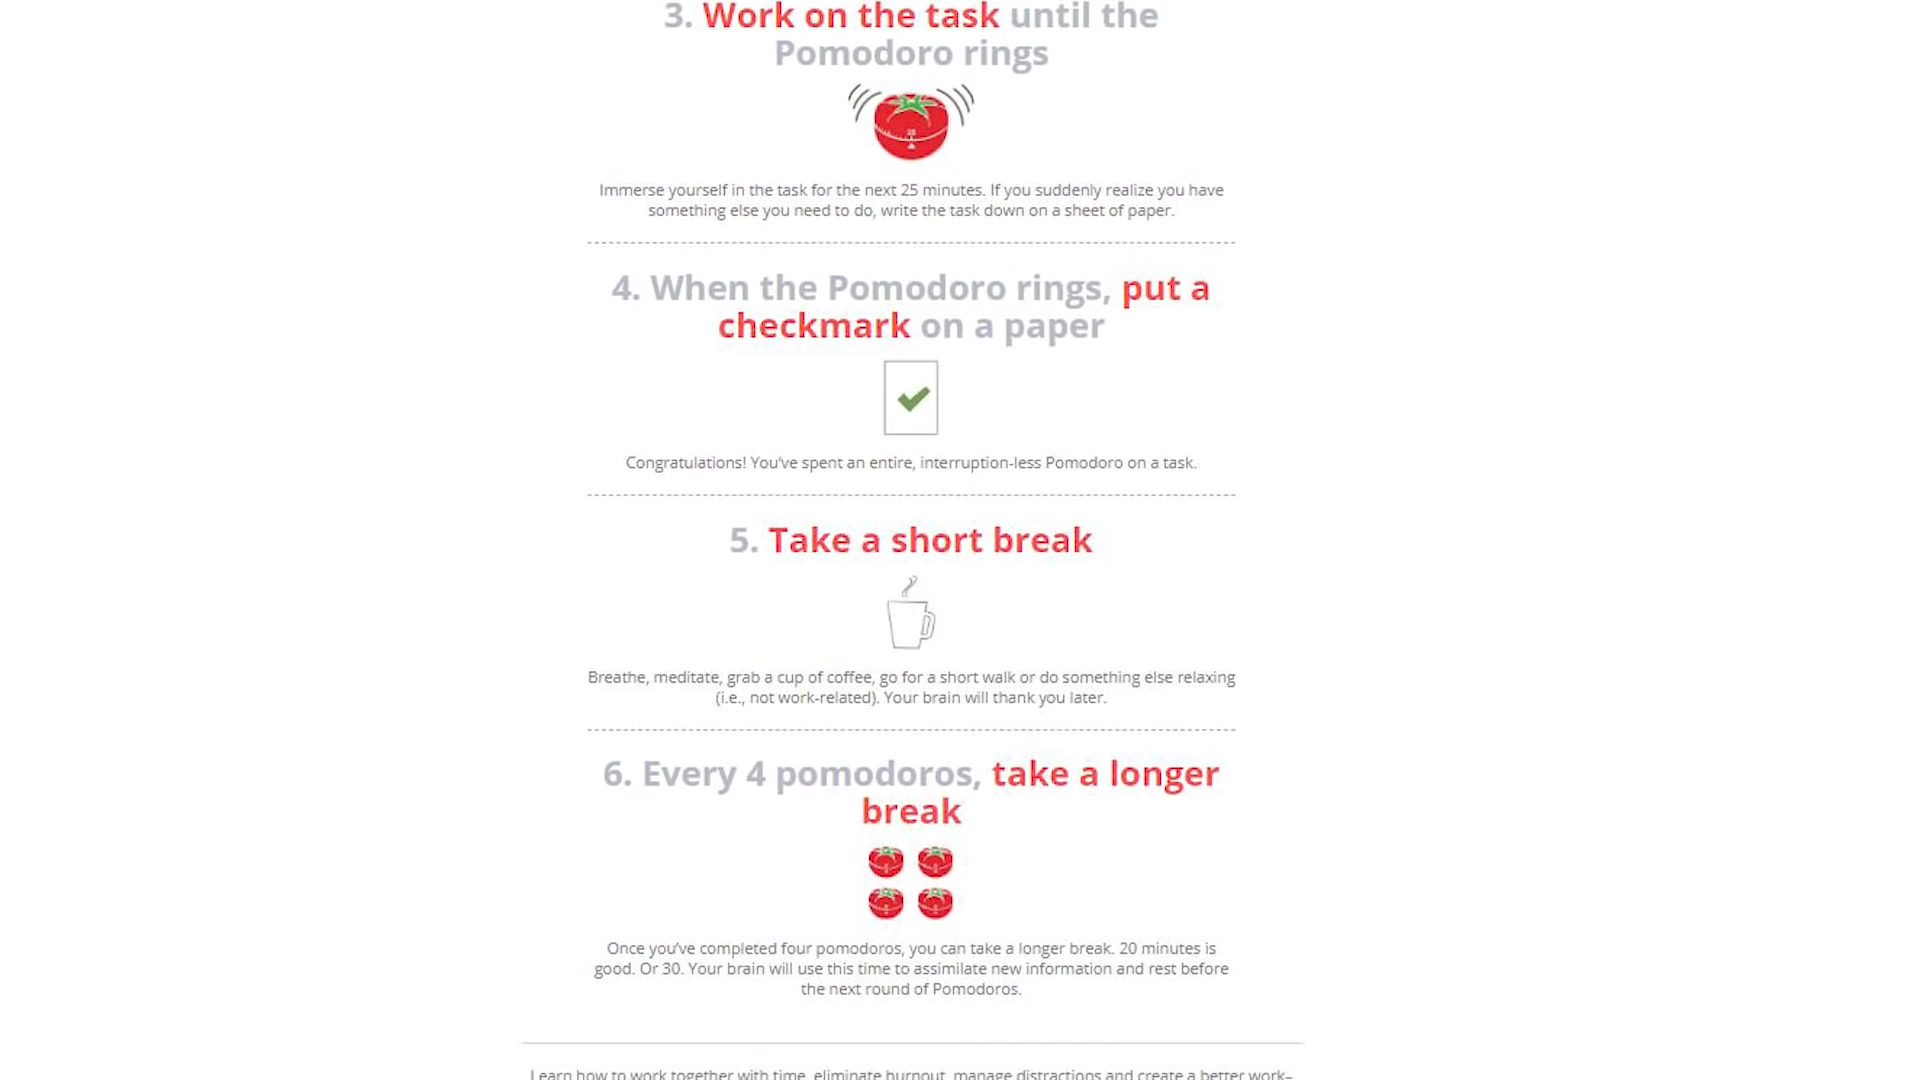 3. Work on the task until the
Pomodoro rings
25
Immerse yourself in the task for the next 25 minutes. If you suddenly realize you have
something else you need to do, write the task down on a sheet of paper.
4. When the Pomodoro rings, put a
checkmark on a paper
Congratulations! You've spent an entire, interruption-less Pomodoro on a task.
5. Take a short break
Breathe, meditate, grab a cup of coffee, go for a short walk or do something else relaxing
(i.e., not work-related). Your brain will thank you later.
6. Every 4 pomodoros, take a longer
break
Once you've completed four pomodoros, you can take a longer break. 20 minutes is
good. Or 30. Your brain will use this time to assimilate new information and rest before
the next round of Pomodoros.
Learn how to work together with time, eliminate burnout, manage distractions and create a better work–